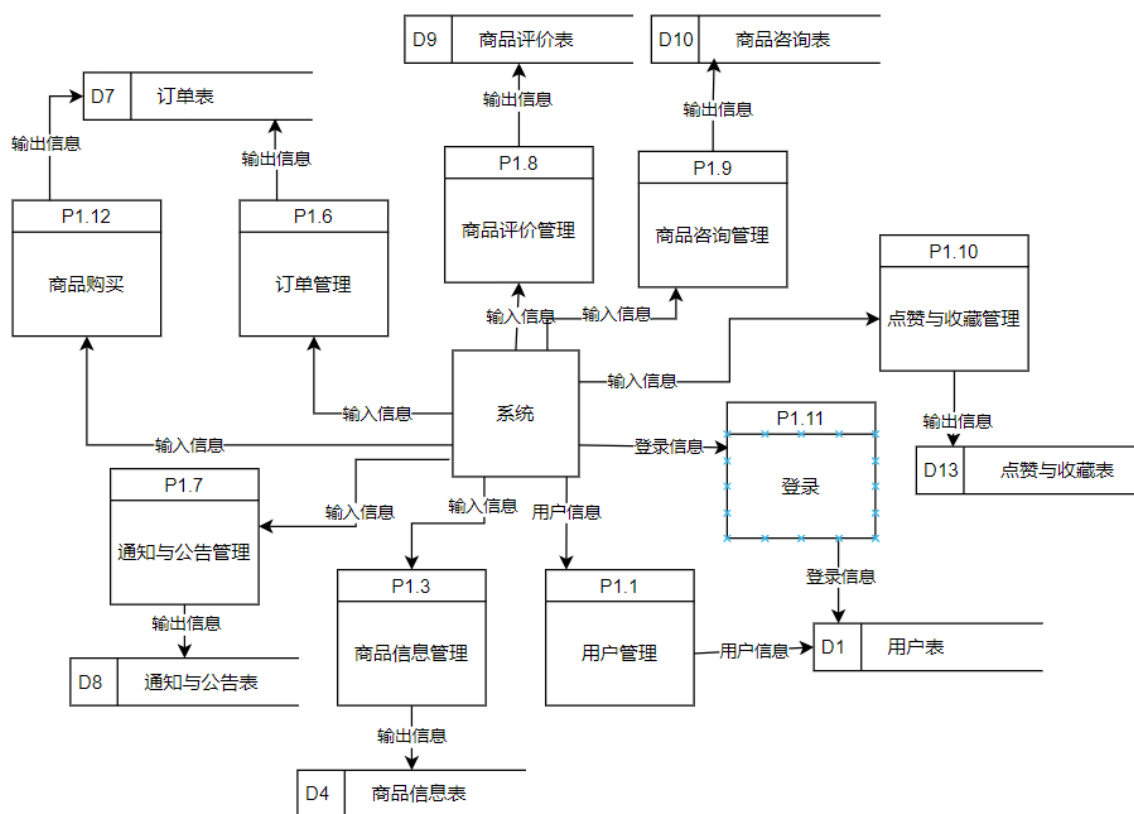 D9 商品评价表
D10 商品咨询表
D7 订单表
输出信息
输出信息
输出信息
输出信息
P1.8
商品评价管理
P1.9
商品咨询管理
P1.12
商品购买
P1.6
订单管理
P1.10
点赞与收藏管理
输入信息
输入信息
系统
输入信息
输入信息
输入信息
登录信息
P1.11
登录
输出信息
D13 点赞与收藏表
P1.7
通知与公告管理
输入信息
输入信息
用户信息
P1.3
商品信息管理
P1.1
用户管理
登录信息
输出信息
用户信息
D1 用户表
D8 通知与公告表
输出信息
D4 商品信息表